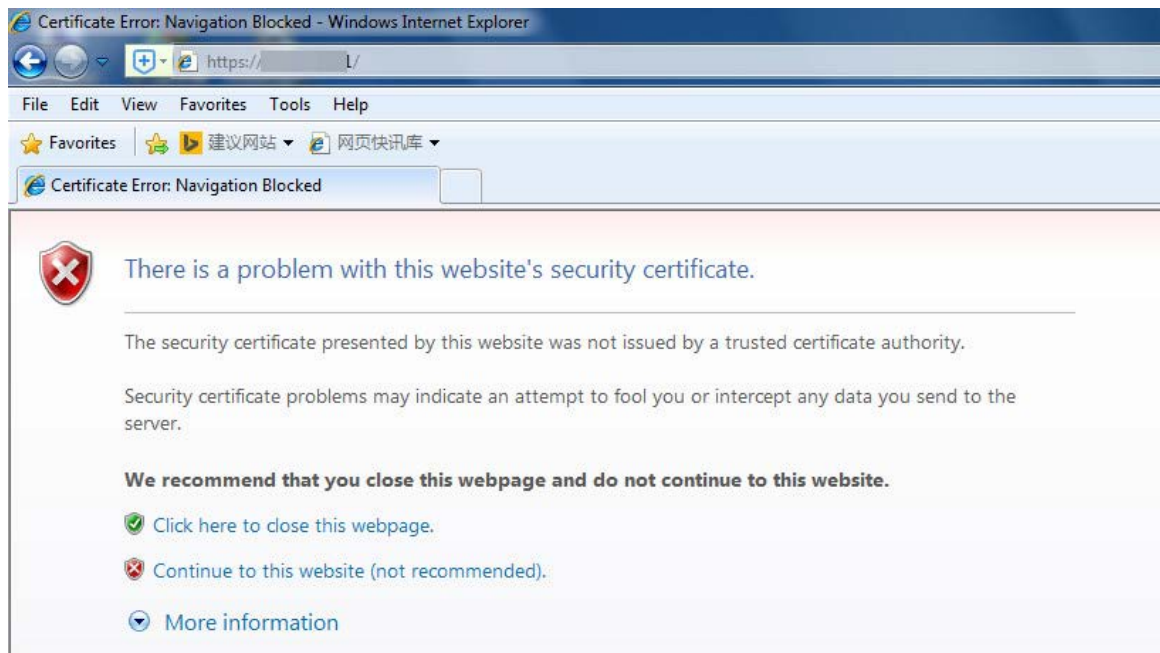 Certificate Error: Navigation Blocked - Windows Internet Explorer
https:// 1/
File Edit View Favorites Tools Help
Favorites 建议网站 网页快讯库
Certificate Error: Navigation Blocked
There is a problem with this website's security certificate.
The security certificate presented by this website was not issued by a trusted certificate authority.
Security certificate problems may indicate an attempt to fool you or intercept any data you send to the
server.
We recommend that you close this webpage and do not continue to this website.
Click here to close this webpage.
Continue to this website (not recommended).
More information